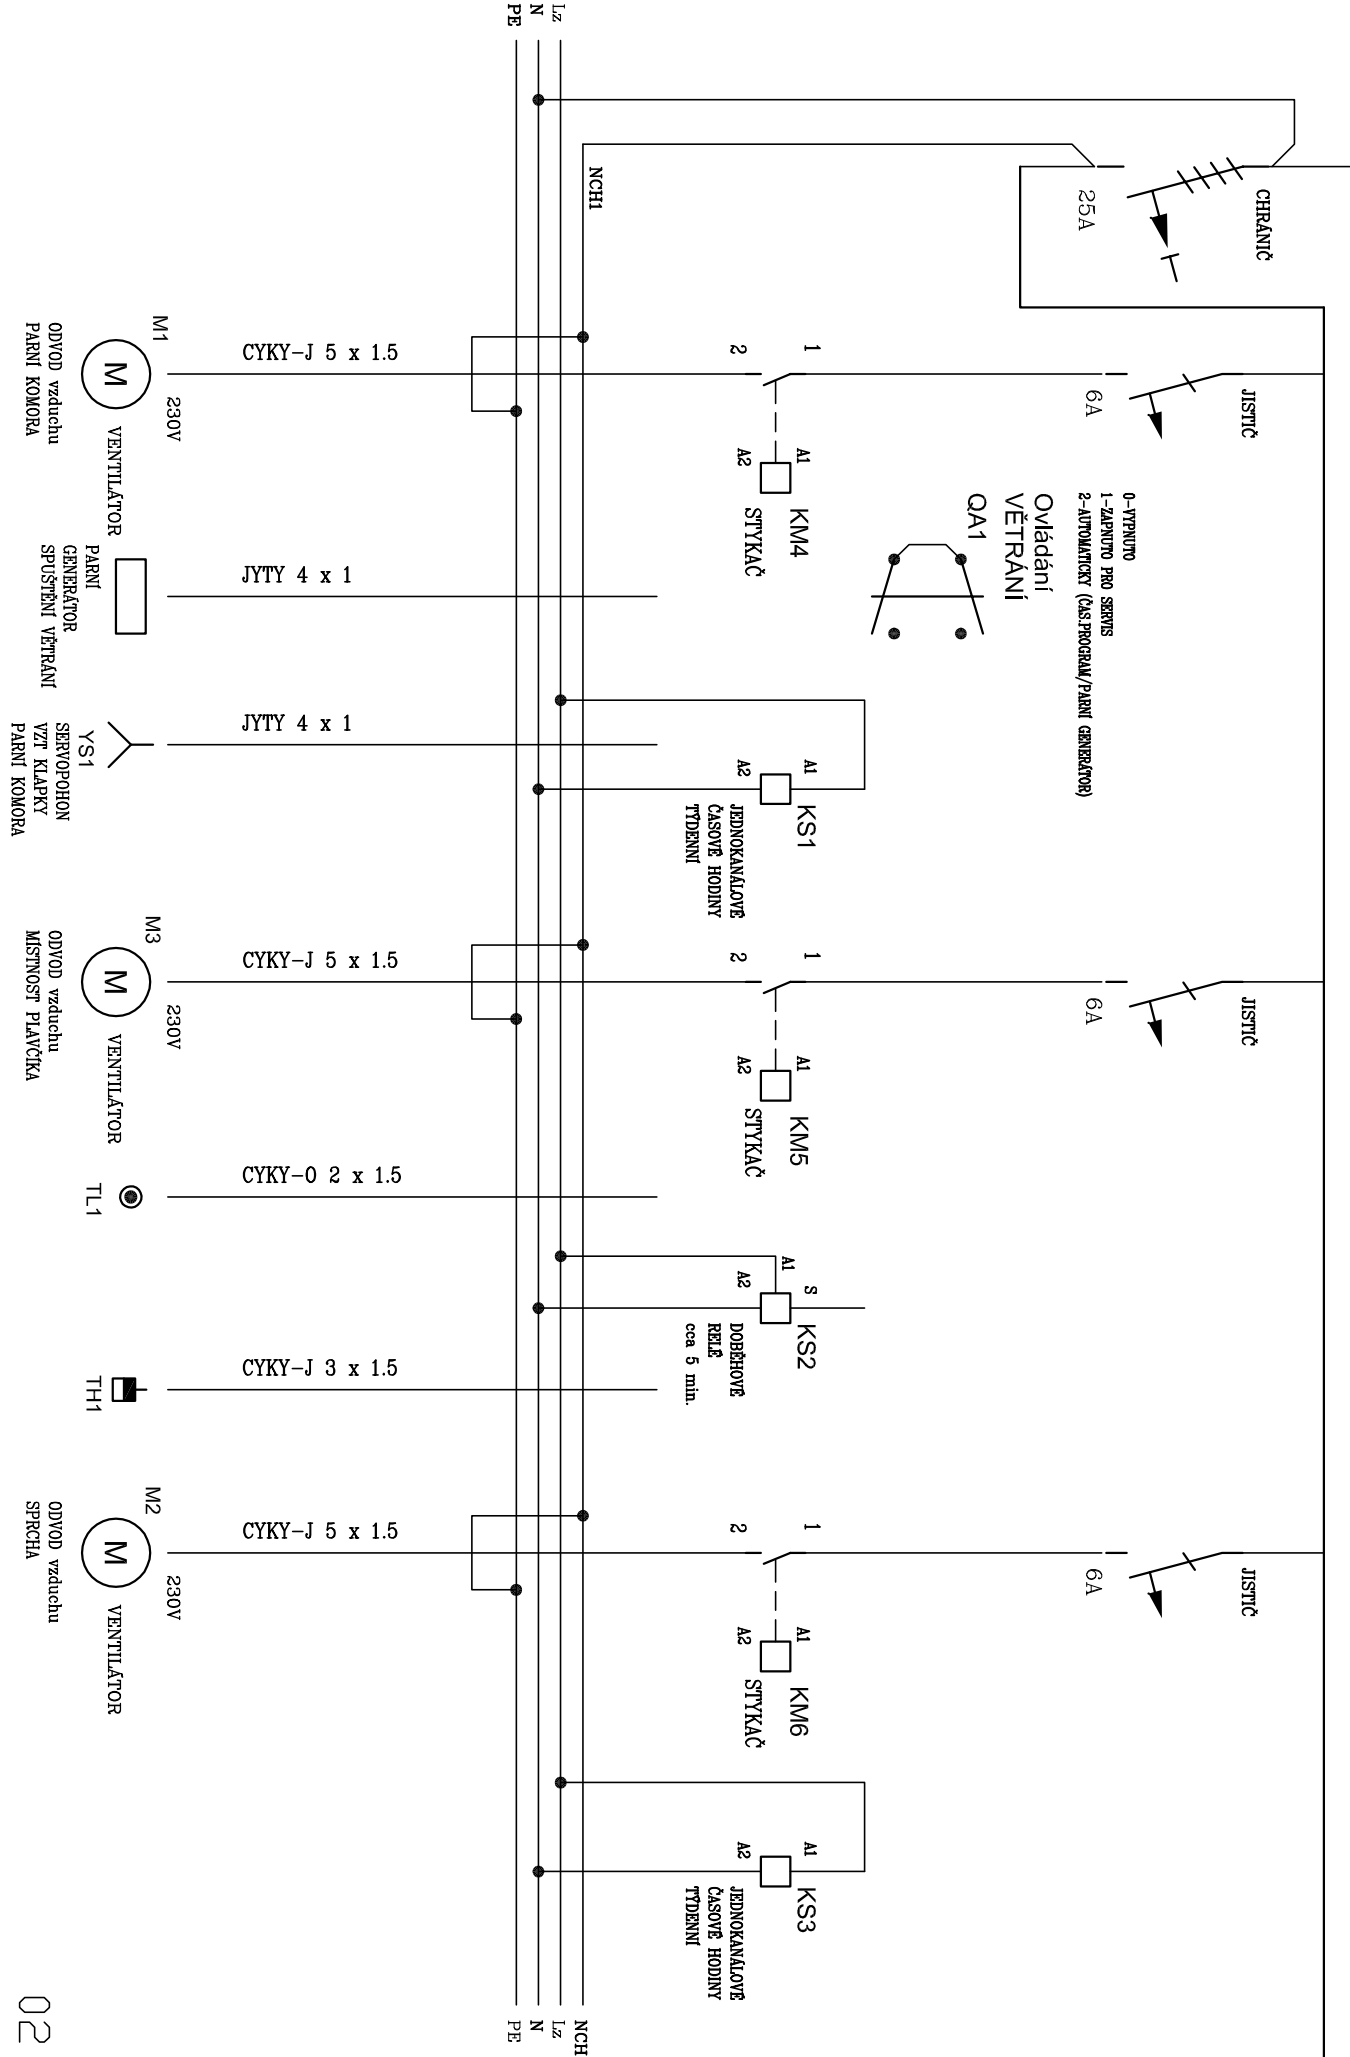 PE
N
Lz
NCH1
CHRÁNIČ
25A
JISTIČ
6A
0-VYPNUTO
1-ZAPNUTO PRO SERVIS
2-AUTOMATICKY (ČAS.PROGRAM/PARNÍ GENERÁTOR)
Ovládání
VĚTRÁNÍ
QA1
JISTIČ
6A
JISTIČ
6A
1
2
A1
A2
KM4
STYKAČ
A1
A2
KS1
JEDNOKANÁLOVÉ
ČASOVÉ HODINY
TÝDENNÍ
1
2
A1
A2
KM5
STYKAČ
A1
S
A2
KS2
DOBĚHOVÉ
RELÉ
cca 5 min.
1
2
A1
A2
KM6
STYKAČ
A1
A2
KS3
JEDNOKANÁLOVÉ
ČASOVÉ HODINY
TÝDENNÍ
NCH
Lz
N
PE
CYKY-J 5 x 1.5
JYTY 4 x 1
JYTY 4 x 1
CYKY-J 5 x 1.5
CYKY-O 2 x 1.5
CYKY-J 3 x 1.5
CYKY-J 5 x 1.5
M1
230V
M
VENTILÁTOR
ODVOD vzduchu
PARNÍ KOMORA
PARNÍ
GENERÁTOR
SPUŠTĚNÍ VĚTRÁNÍ
YS1
SERVOPOHON
VZT KLAPKY
PARNÍ KOMORA
M3
230V
M
VENTILÁTOR
ODVOD vzduchu
MÍSTNOST PLAVČÍKA
TL1
TH1
M2
230V
M
VENTILÁTOR
ODVOD vzduchu
SPRCHA
02